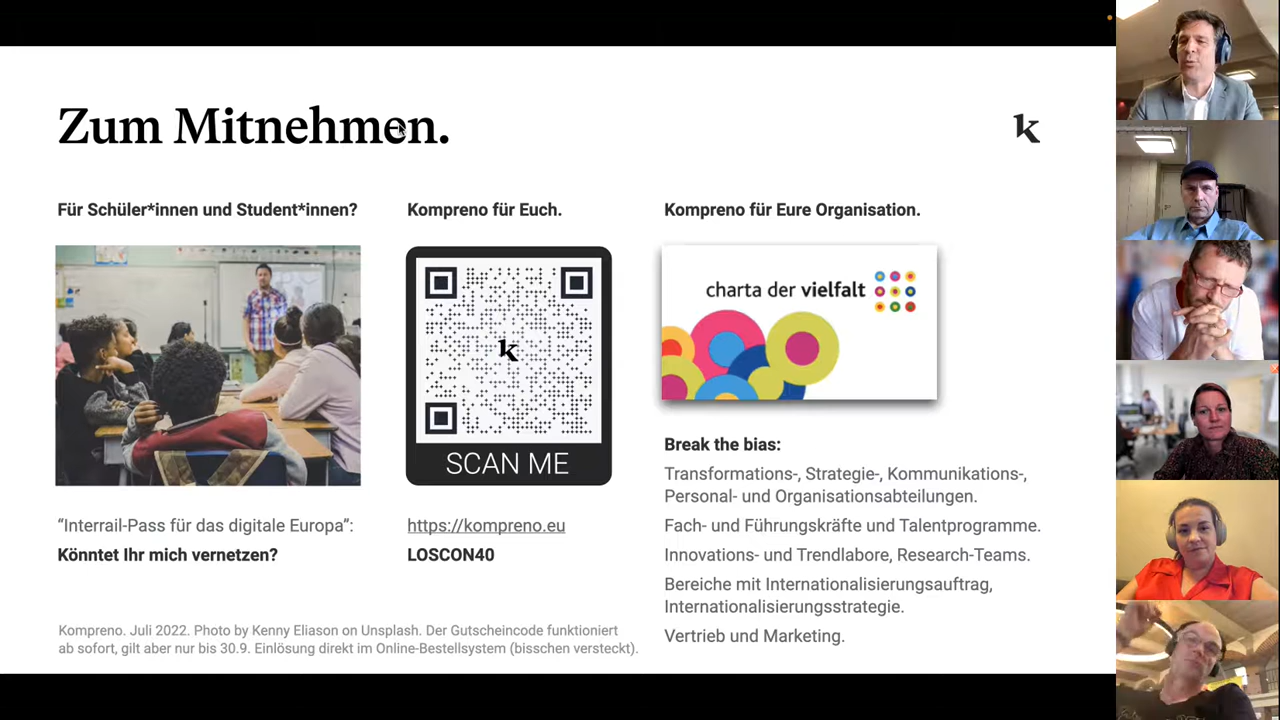 Zum Mitnehmen.
k
Für Schüler*innen und Student*innen?
“Interrail-Pass für das digitale Europa”:
Könntet Ihr mich vernetzen?
Kompreno für Euch.
k
SCAN ME
https://kompreno.eu
LOSCON40
Kompreno für Eure Organisation.
charta der vielfalt
Break the bias:
Transformations-, Strategie-, Kommunikations-,
Personal- und Organisationsabteilungen.
Fach- und Führungskräfte und Talentprogramme.
Innovations- und Trendlabore, Research-Teams.
Bereiche mit Internationalisierungsauftrag,
Internationalisierungsstrategie.
Vertrieb und Marketing.
Kompreno. Juli 2022. Photo by Kenny Eliason on Unsplash. Der Gutscheincode funktioniert
ab sofort, gilt aber nur bis 30.9. Einlösung direkt im Online-Bestellsystem (bisschen versteckt).